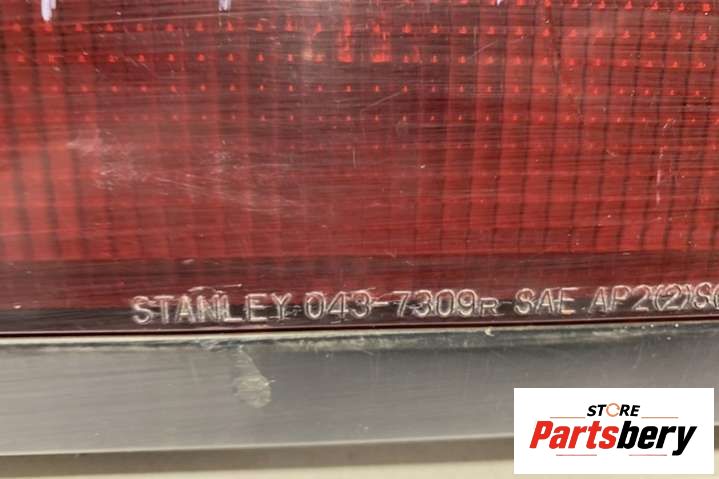 STANLEY 043-7309R SAE AP2(2)S
STORE
Partsbery